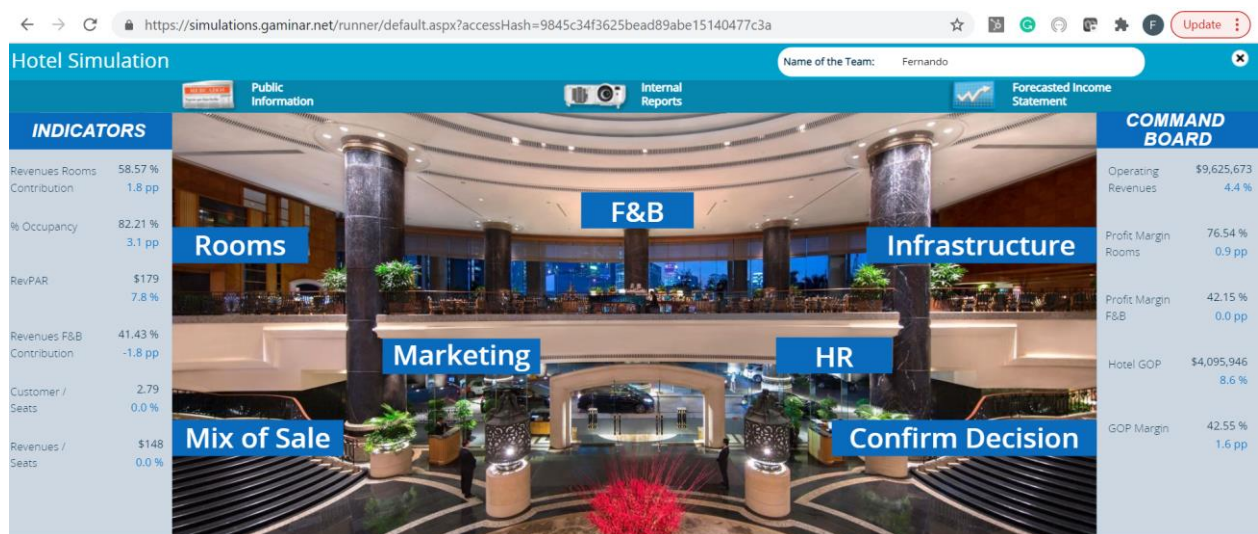 https://simulations.gaminar.net/runner/default.aspx?accessHash=9845c34f3625bead89abe15140477c3a
F
Update
Hotel Simulation
Name of the Team: Fernando
Public
Information
Internal
Reports
Forecasted Income
Statement
INDICATORS
Revenues Rooms 58.57 %
Contribution 1.8 pp
% Occupancy 82.21 %
3.1 pp
RevPAR $179
7.8 %
Revenues F&B 41.43 %
Contribution -1.8 pp
Customer / 2.79
Seats 0.0 %
Revenues / $148
Seats 0.0 %
F&B
Rooms
Infrastructure
Marketing
HR
Mix of Sale
Confirm Decision
COMMAND
BOARD
Operating $9,625,673
Revenues 4.4 %
Profit Margin 76.54 %
Rooms 0.9 pp
Profit Margin 42.15 %
F&B 0.0 pp
Hotel GOP $4,095,946
8.6 %
GOP Margin 42.55 %
1.6 pp